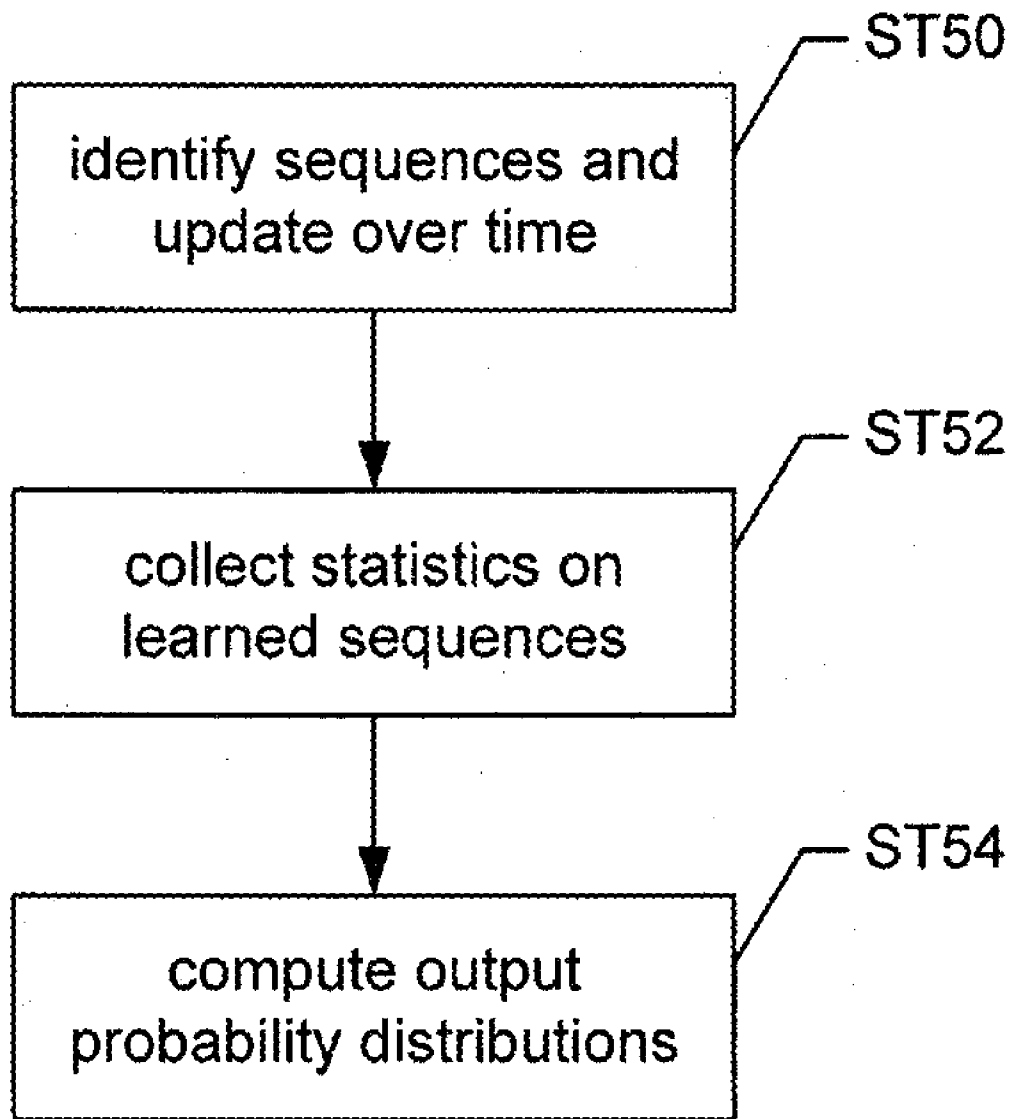 ST50
identify sequences and
update over time
ST52
collect statistics on
learned sequences
ST54
compute output
probability distributions